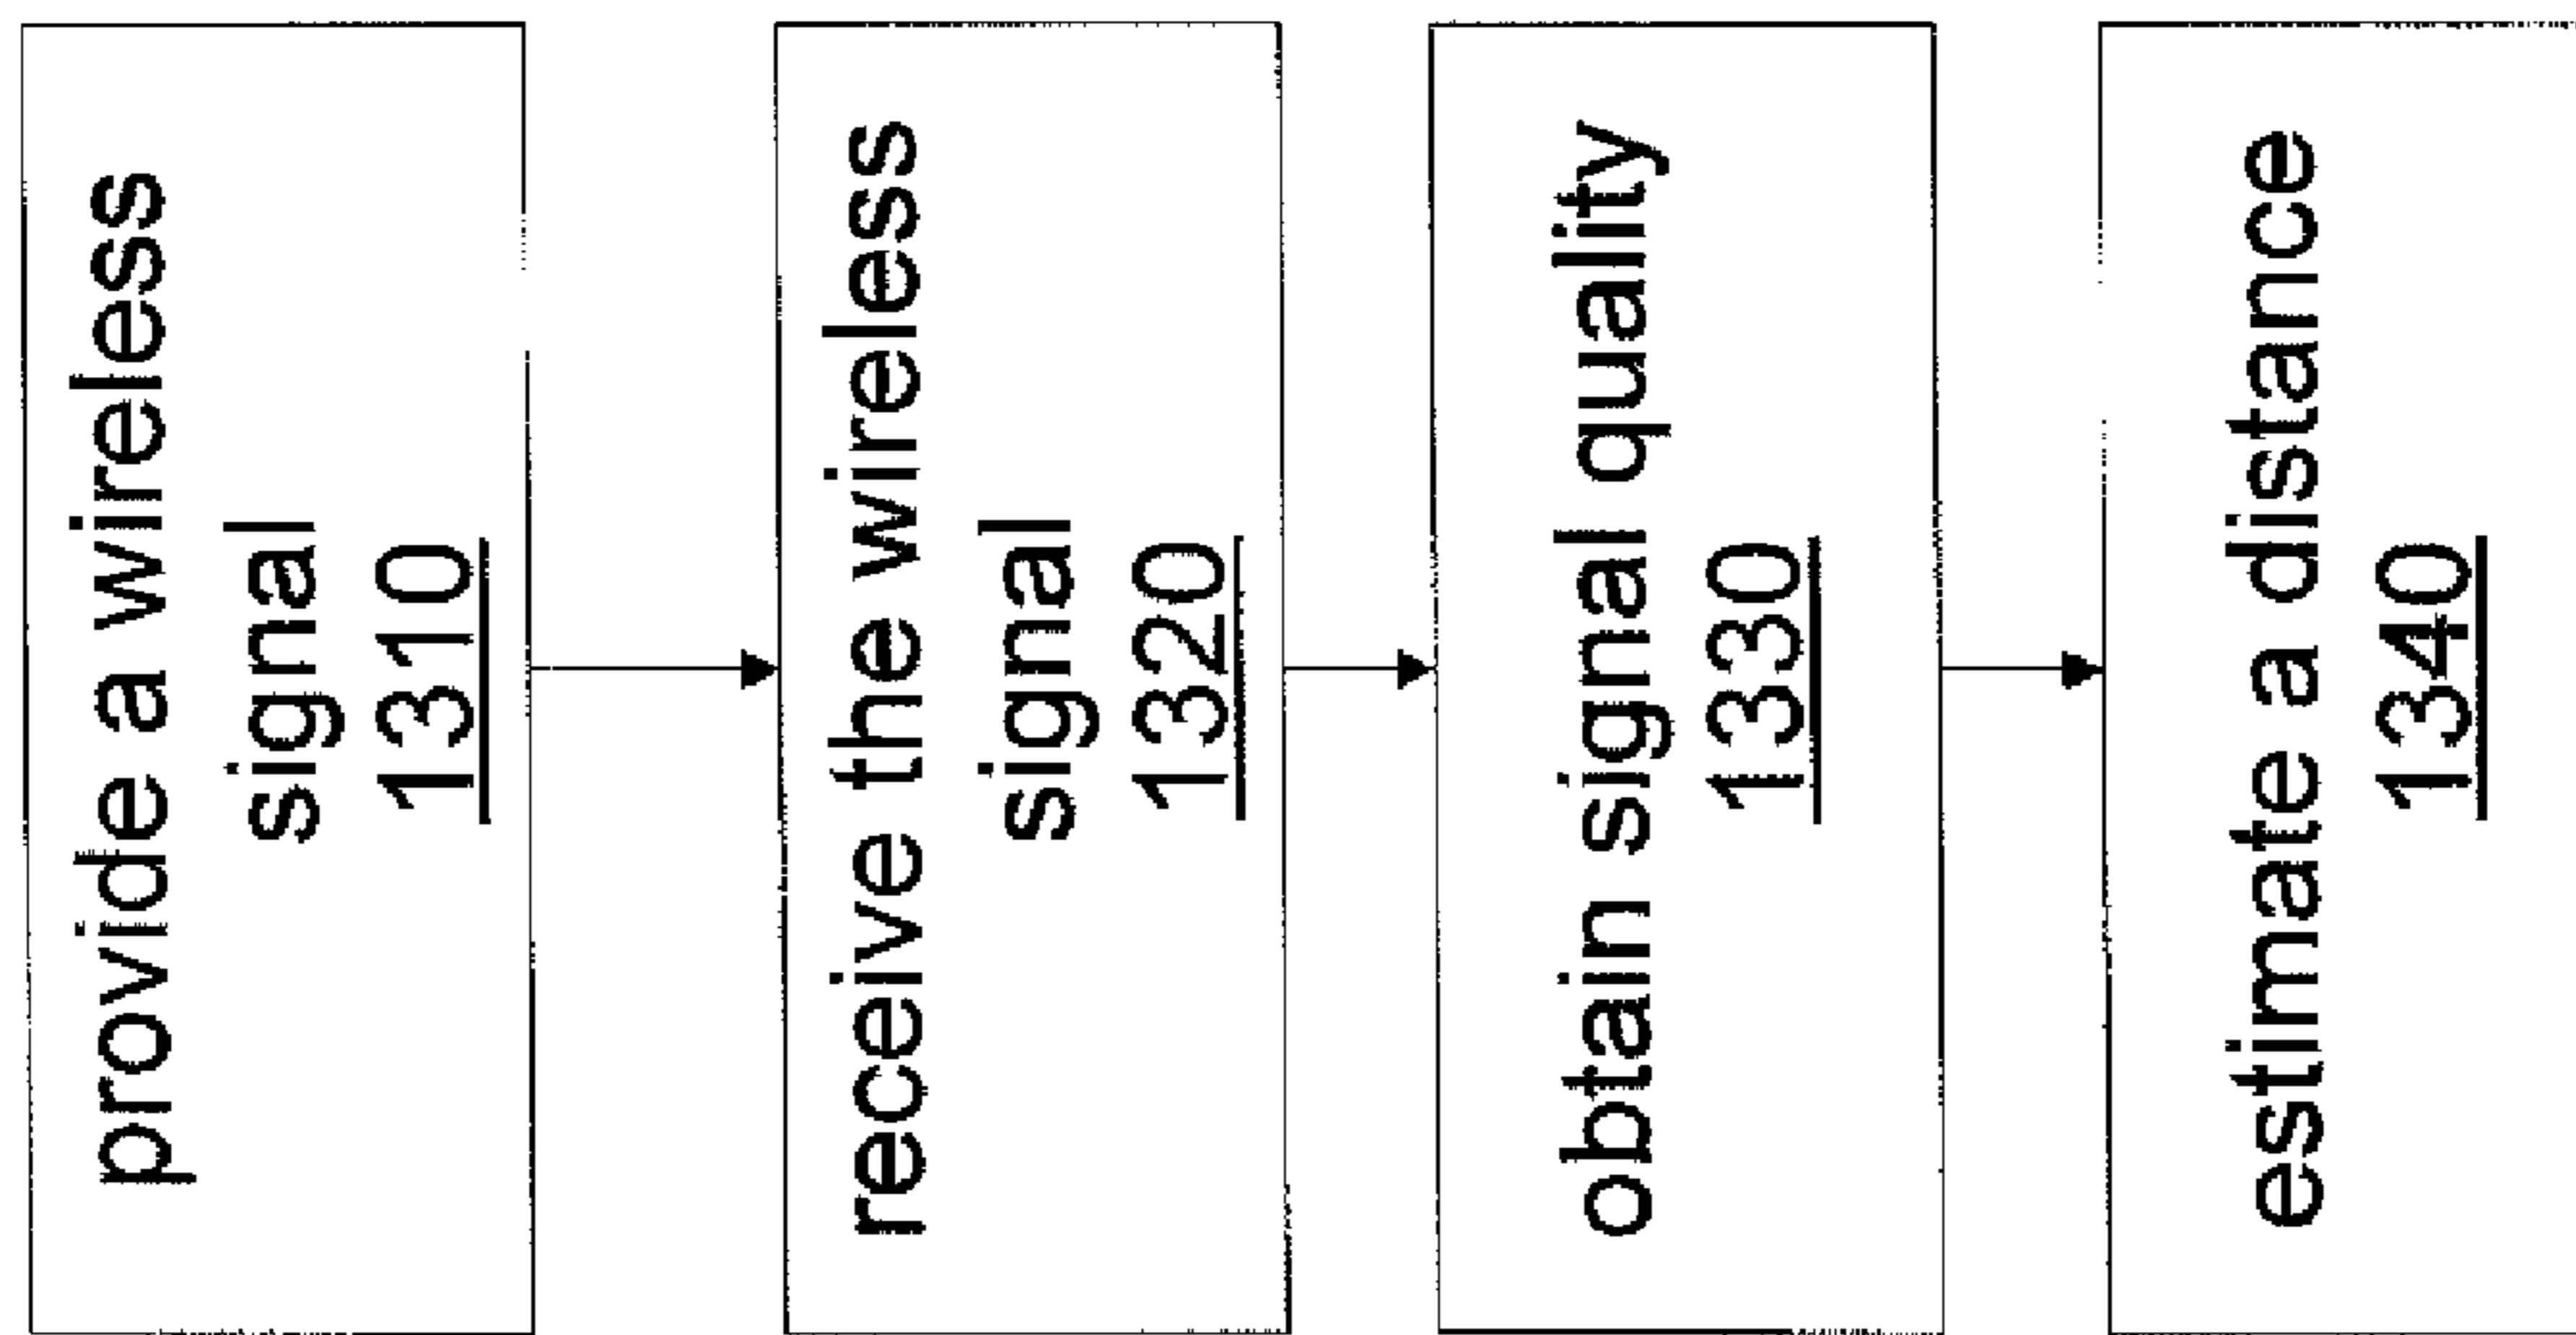 provide a wireless
signal
1310
receive the wireless
signal
1320
obtain signal quality
1330
estimate a distance
1340